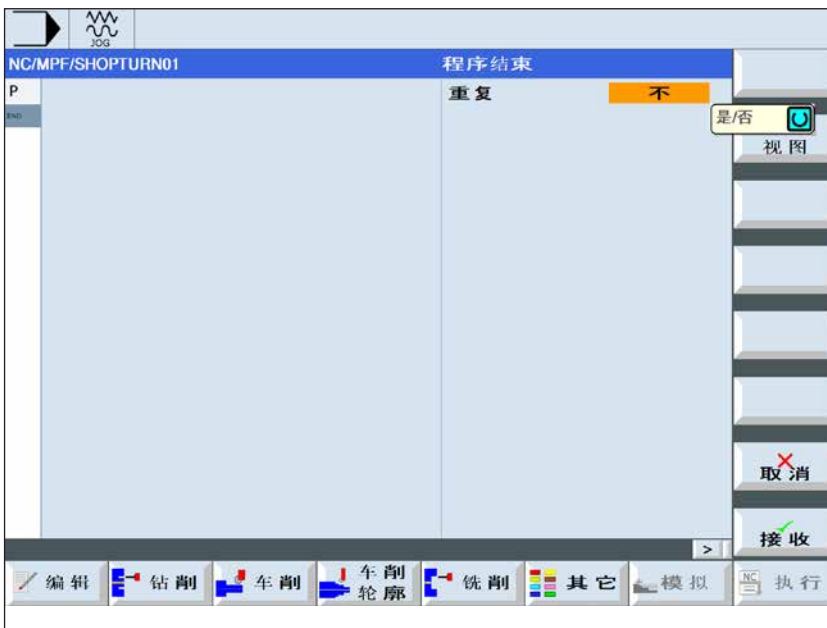 JOG
NC/MPF/SHOPTURN01 程序结束
P 重复 不
END
是/否
视图
取消
接收
>
编辑 钻削 车削 车削轮廓 铣削 其它 模拟 NC 执行